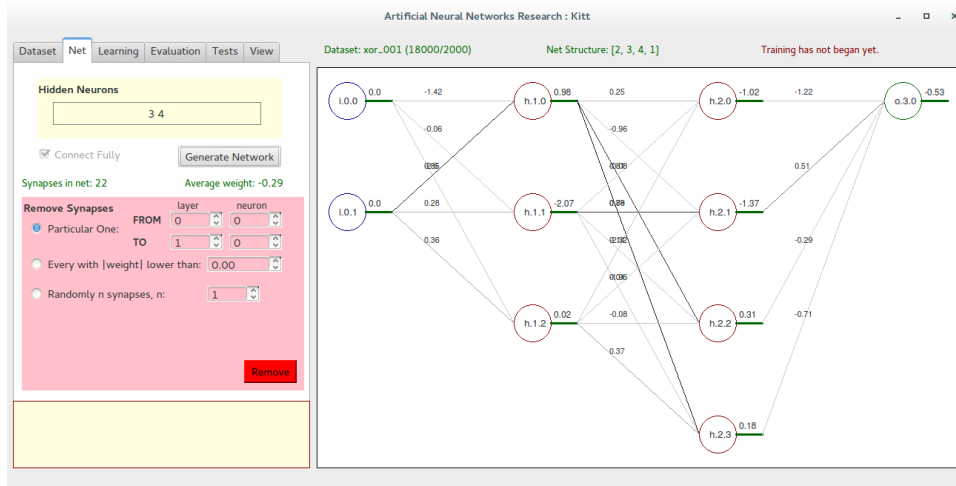 Artificial Neural Networks Research : Kitt
Dataset Net Learning Evaluation Tests View
Dataset: xor_001 (18000/2000) Net Structure: [2, 3, 4, 1] Training has not began yet.
Hidden Neurons
3 4
Connect Fully Generate Network
Synapses in net: 22 Average weight: -0.29
Remove Synapses layer neuron
Particular One: FROM 0 0
TO 1 0
Every with |weight| lower than: 0.00
Randomly n synapses, n: 1
Remove
i.0.0 0.0 -1.42 h.1.0 0.98 0.25 h.2.0 -1.02 -1.22 o.3.0 -0.53
-0.06 -0.96
0.51
i.0.1 0.0 0.28 h.1.1 -2.07 h.2.1 -1.37
0.36 -0.29
h.1.2 0.02 -0.08 h.2.2 0.31 -0.71
0.37
h.2.3 0.18